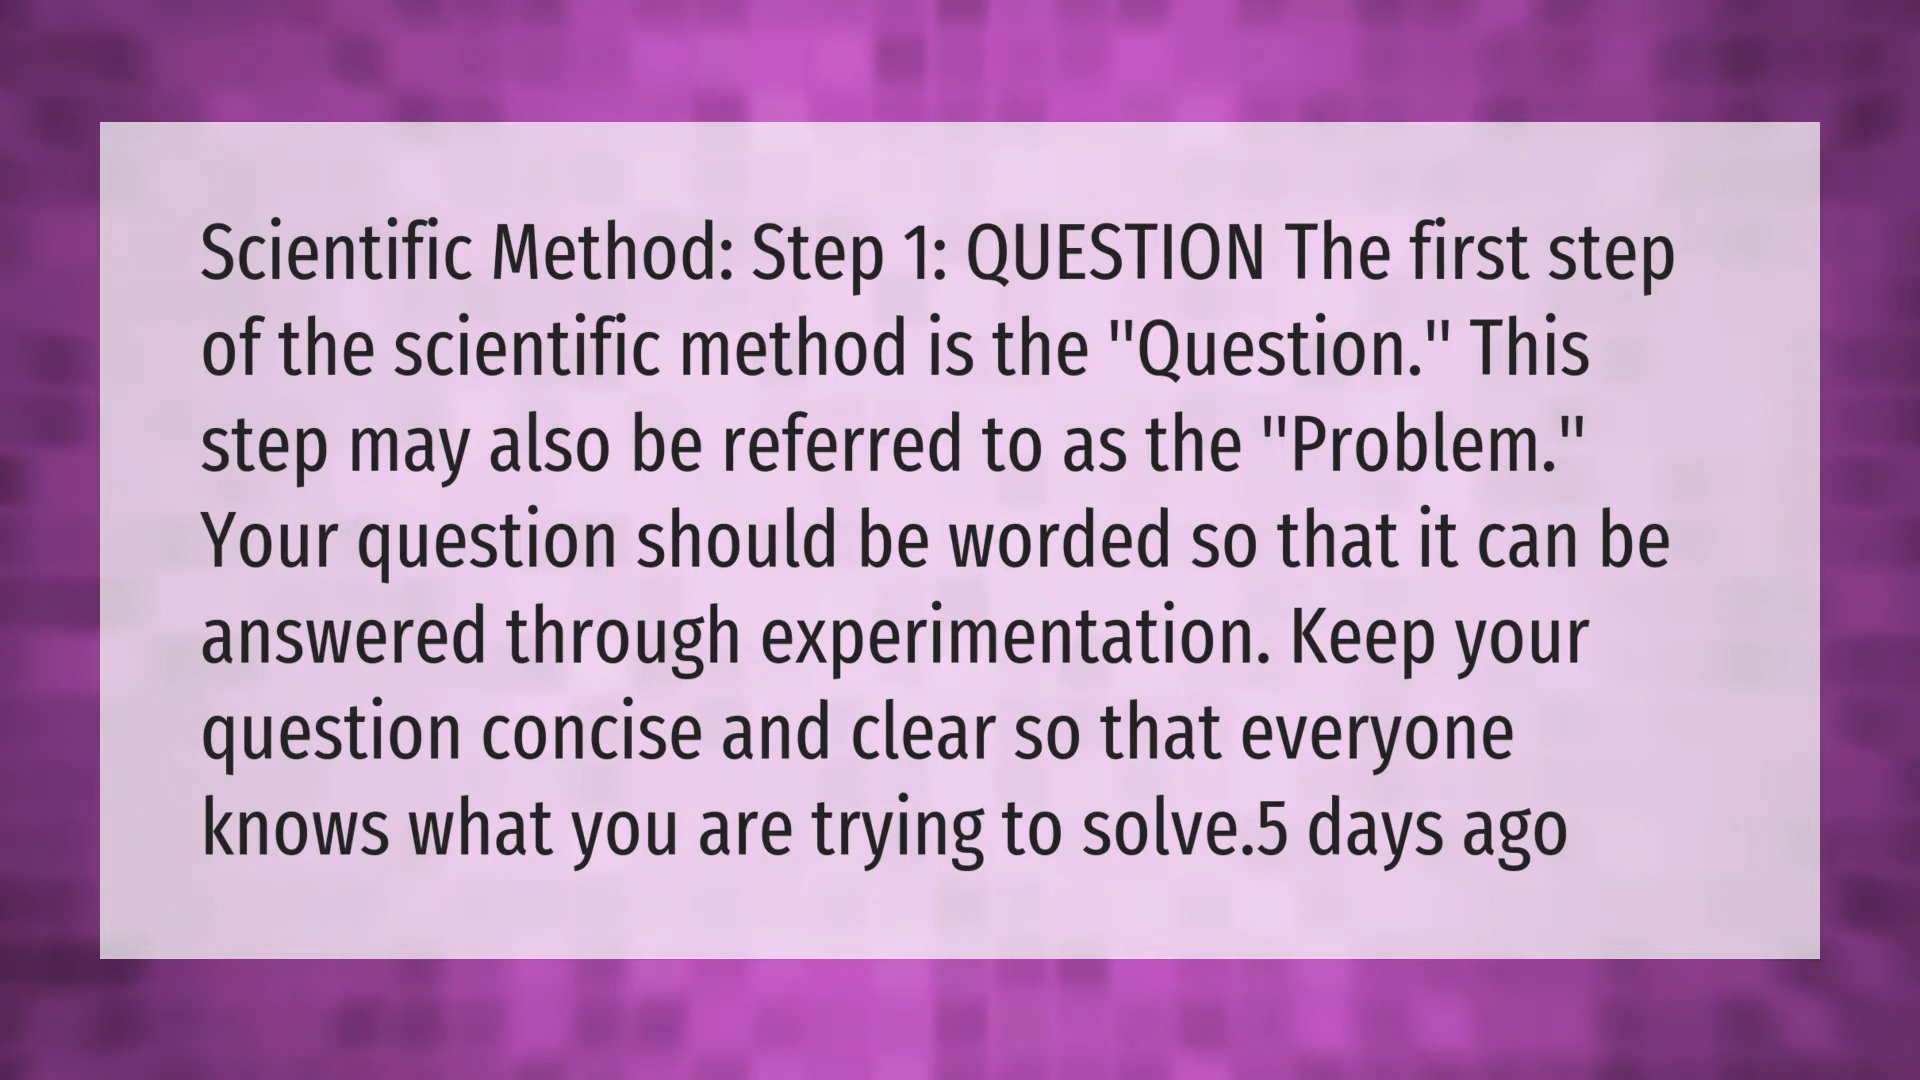 Scientific Method: Step 1: QUESTION The first step
of the scientific method is the "Question." This
step may also be referred to as the "Problem."
Your question should be worded so that it can be
answered through experimentation. Keep your
question concise and clear so that everyone
knows what you are trying to solve.5 days ago